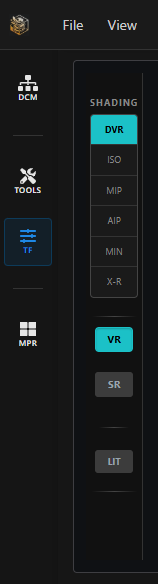 File View
DCM
TOOLS
TF
MPR
SHADING
DVR
ISO
MIP
AIP
MIN
X-R
VR
SR
LIT